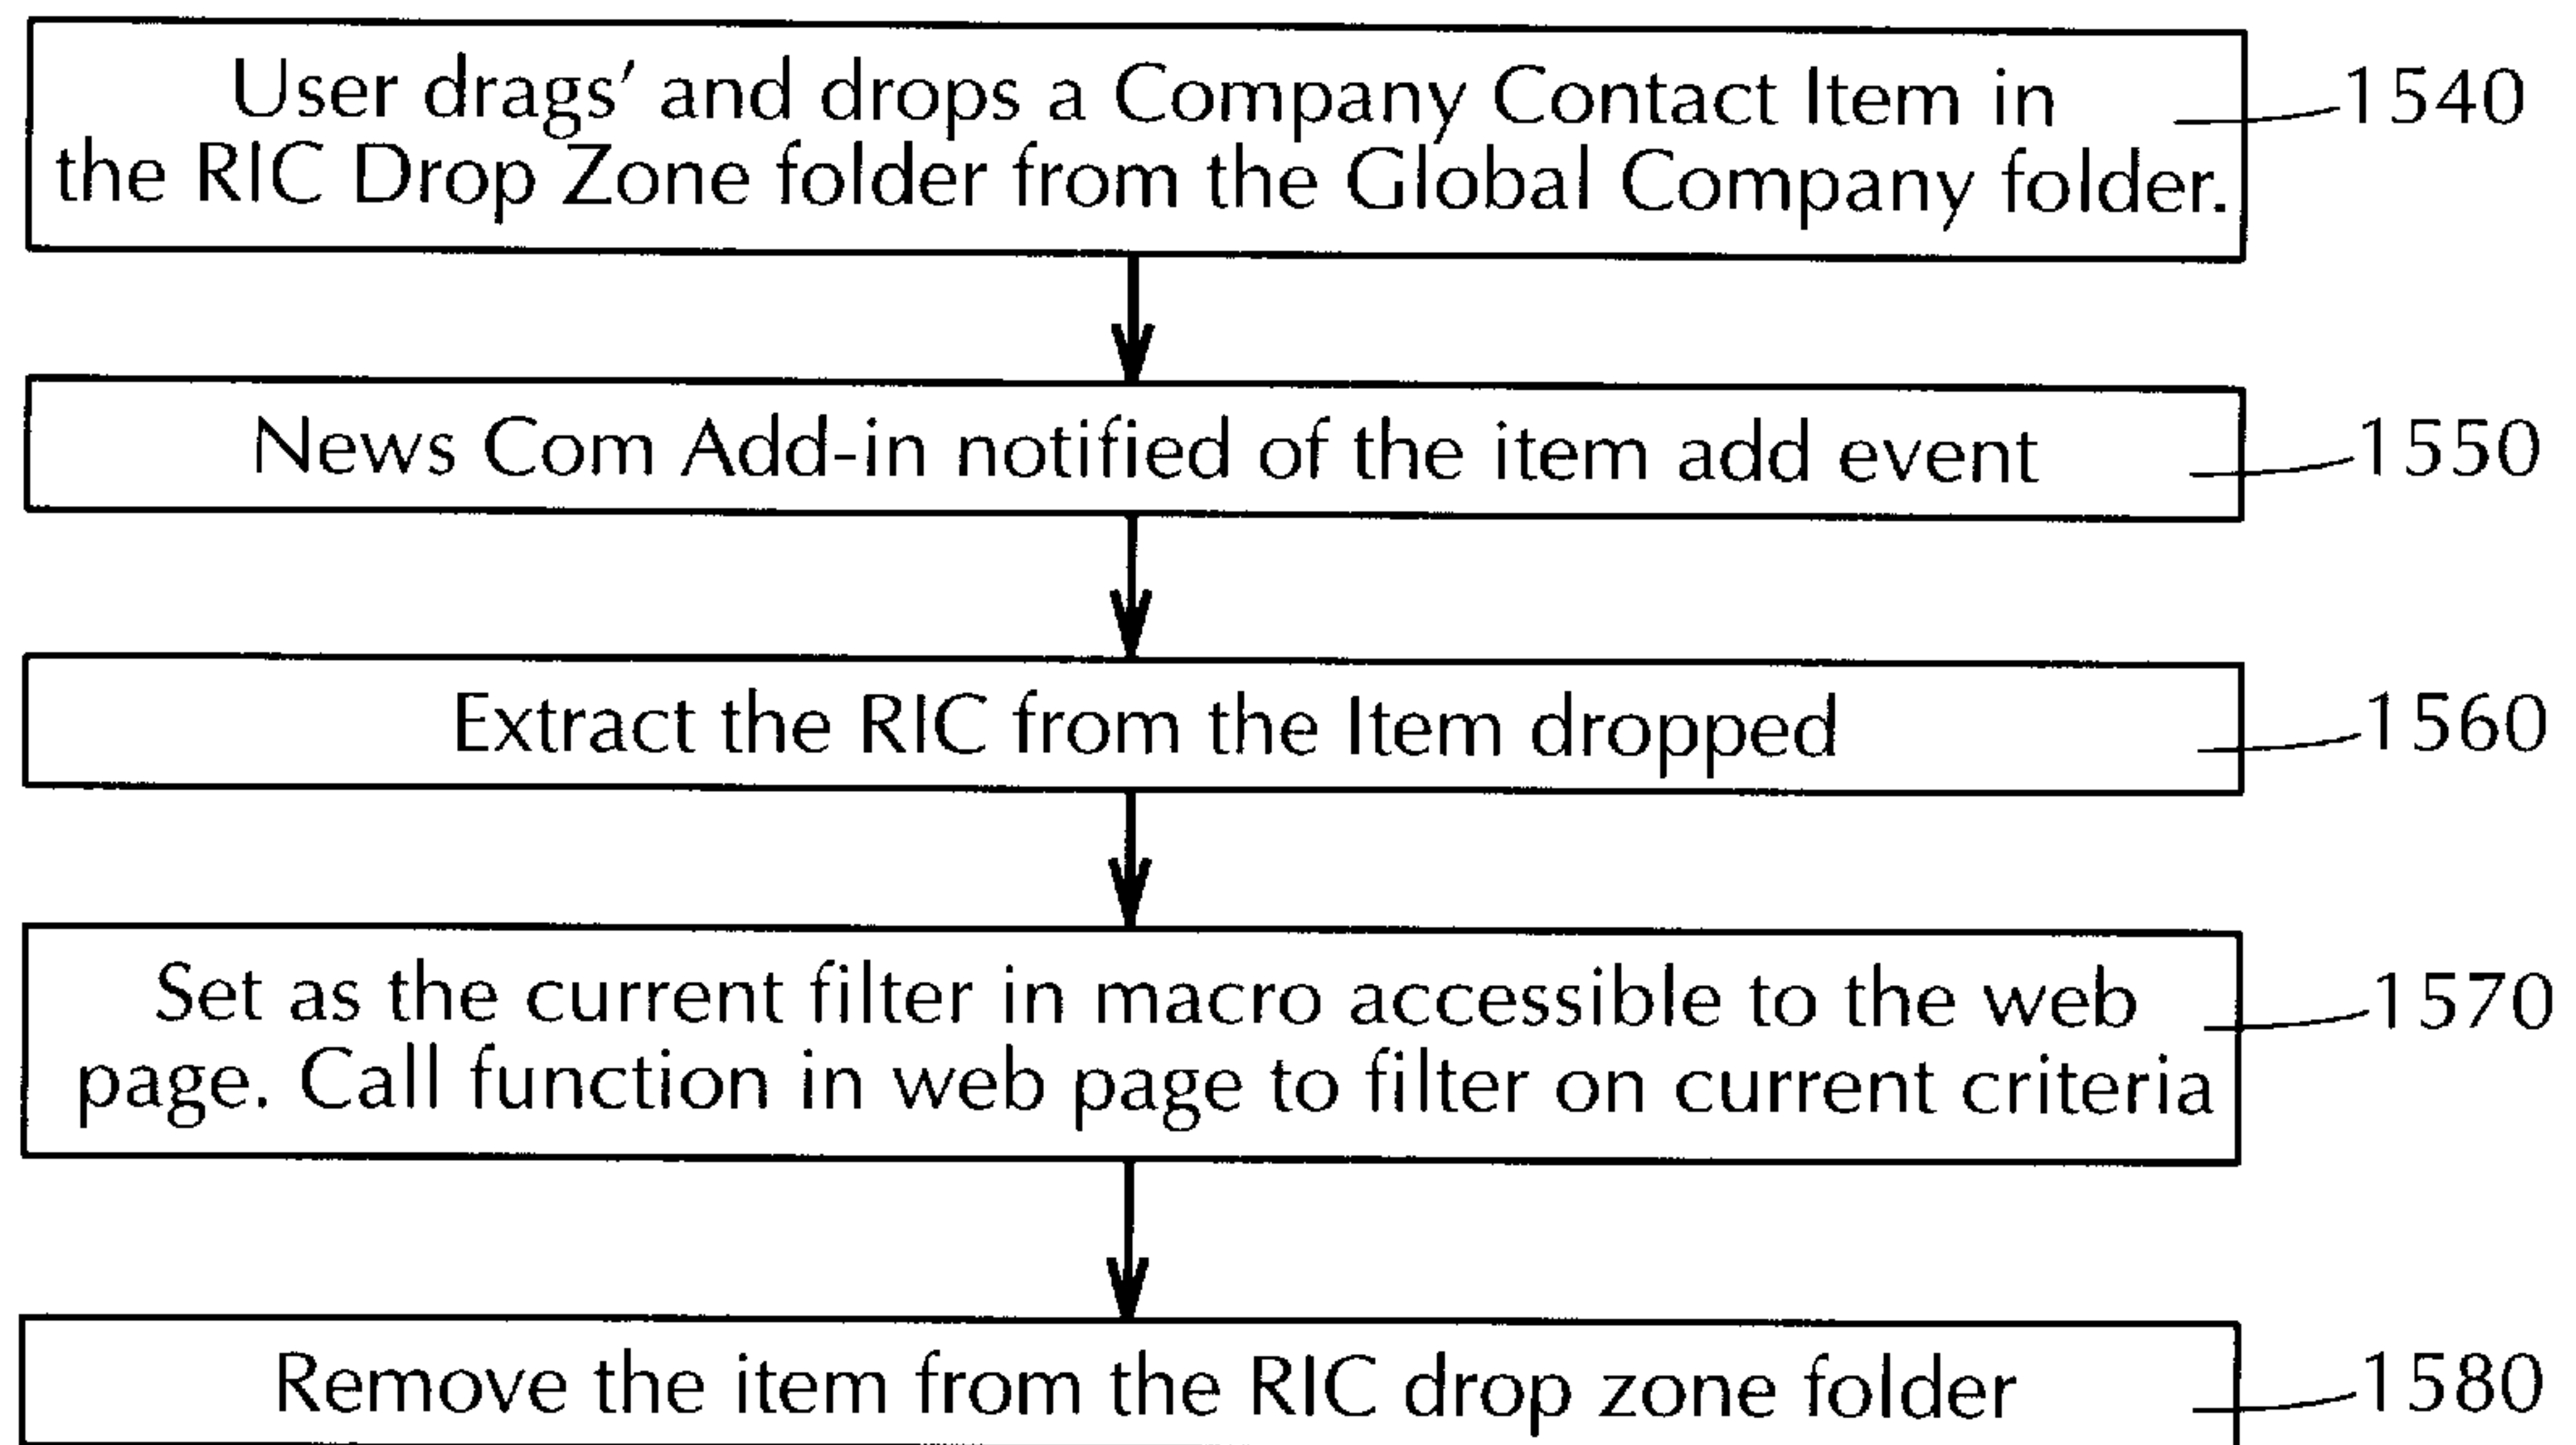 User drags' and drops a Company Contact Item in
the RIC Drop Zone folder from the Global Company folder.
1540
News Com Add-in notified of the item add event
1550
Extract the RIC from the Item dropped
1560
Set as the current filter in macro accessible to the web
page. Call function in web page to filter on current criteria
1570
Remove the item from the RIC drop zone folder
1580